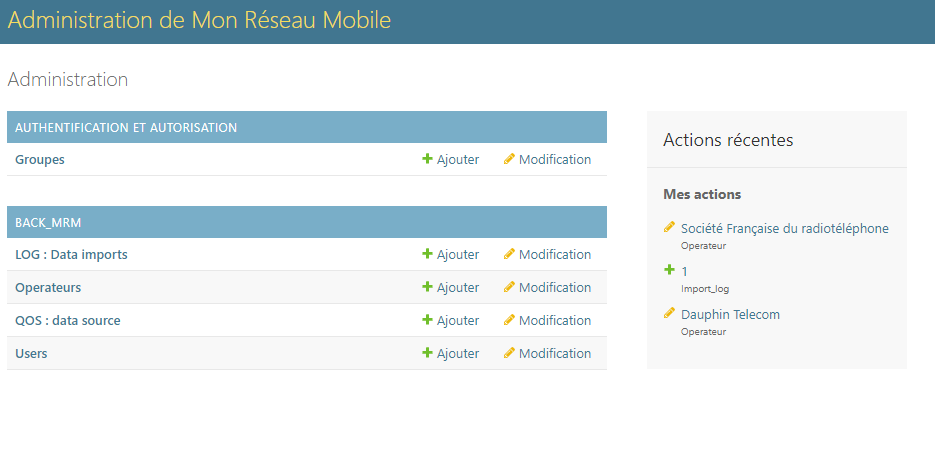 Administration de Mon Réseau Mobile
Administration
AUTHENTIFICATION ET AUTORISATION
Groupes Ajouter Modification
BACK_MRM
LOG : Data imports Ajouter Modification
Operateurs Ajouter Modification
QOS : data source Ajouter Modification
Users Ajouter Modification
Actions récentes
Mes actions
Société Française du radiotéléphone
Operateur
1
Import_log
Dauphin Telecom
Operateur